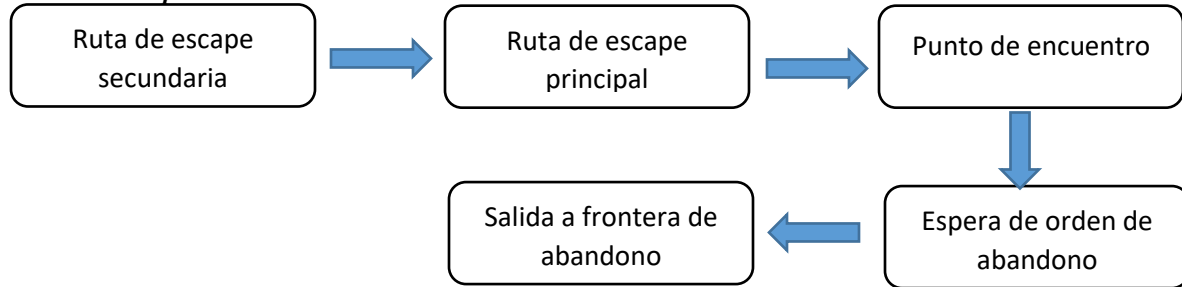 Ruta de escape
secundaria
Ruta de escape
principal
Punto de encuentro
Espera de orden de
abandono
Salida a frontera de
abandono